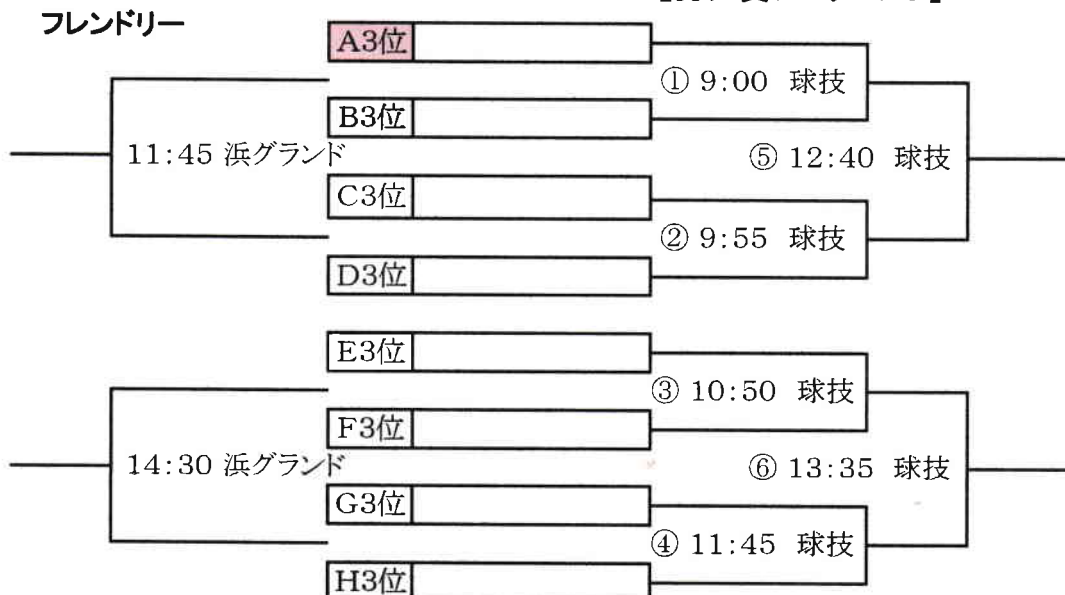 フレンドリー
A3位
① 9:00 球技
B3位
11:45 浜グランド
⑤ 12:40 球技
C3位
② 9:55 球技
D3位
E3位
③ 10:50 球技
F3位
14:30 浜グランド
⑥ 13:35 球技
G3位
④ 11:45 球技
H3位